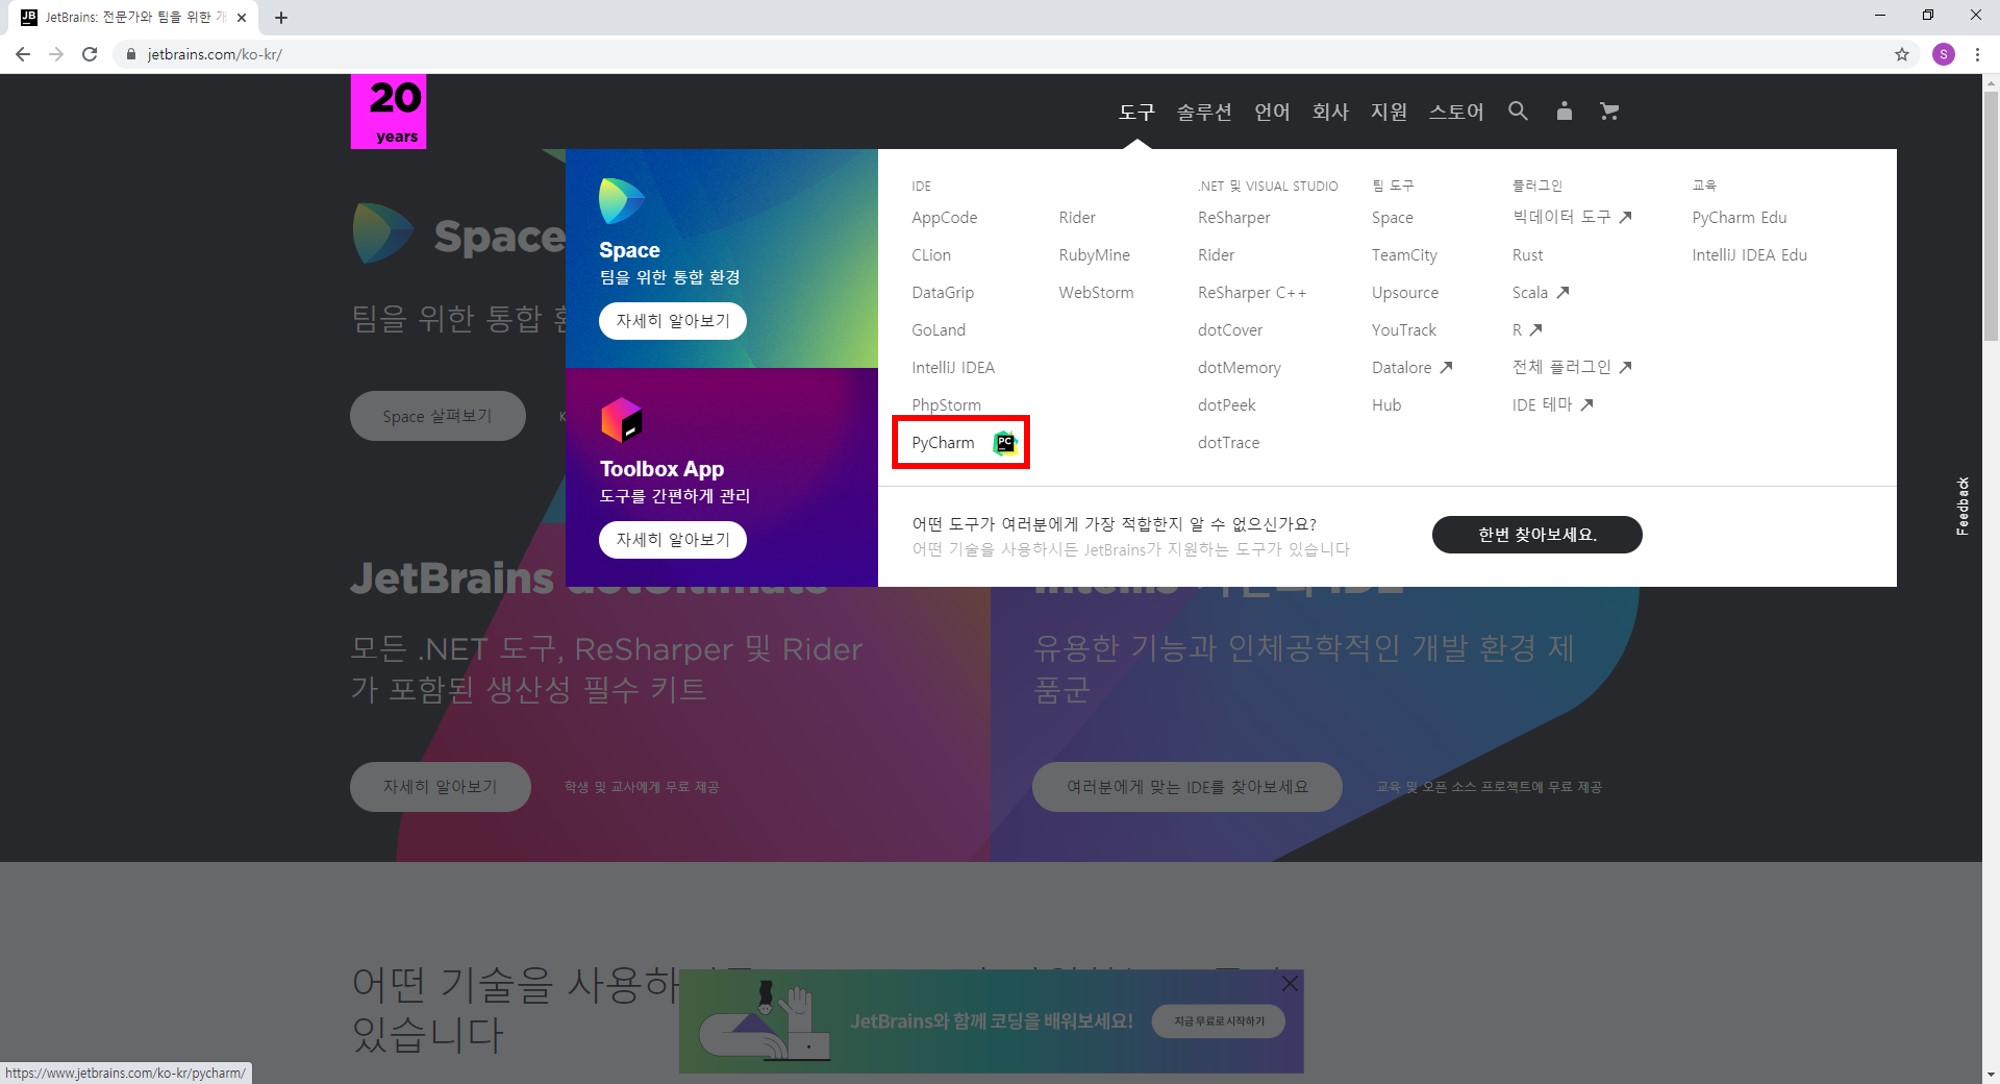 JB
JetBrains: 전문가와 팀을 위한
jetbrains.com/ko-kr/
S
20
years
도구 솔루션 언어 회사 지원 스토어
Space
팀을 위한 통합
Space 살펴보기
K
Space
팀을 위한 통합 환경
자세히 알아보기
Toolbox App
도구를 간편하게 관리
자세히 알아보기
IDE
AppCode
CLion
DataGrip
GoLand
IntelliJ IDEA
PhpStorm
PyCharm
PC
Rider
RubyMine
WebStorm
.NET 및 VISUAL STUDIO
ReSharper
Rider
ReSharper C++
dotCover
dotMemory
dotPeek
dotTrace
팀 도구
Space
TeamCity
Upsource
YouTrack
Datalore
Hub
플러그인
빅데이터 도구
Rust
Scala
R
전체 플러그인
IDE 테마
교육
PyCharm Edu
IntelliJ IDEA Edu
어떤 도구가 여러분에게 가장 적합한지 알 수 없으신가요?
어떤 기술을 사용하시든 JetBrains가 지원하는 도구가 있습니다
한번 찾아보세요.
Feedback
JetBrains dotUltimate
모든 .NET 도구, ReSharper 및 Rider
가 포함된 생산성 필수 키트
자세히 알아보기
학생 및 교사에게 무료 제공
IDE
유용한 기능과 인체공학적인 개발 환경 제
품군
여러분에게 맞는 IDE를 찾아보세요
교육 및 오픈 소스 프로젝트에 무료 제공
어떤 기술을 사용하
있습니다
JetBrains와 함께 코딩을 배워보세요!
지금 무료로 시작하기
https://www.jetbrains.com/ko-kr/pycharm/